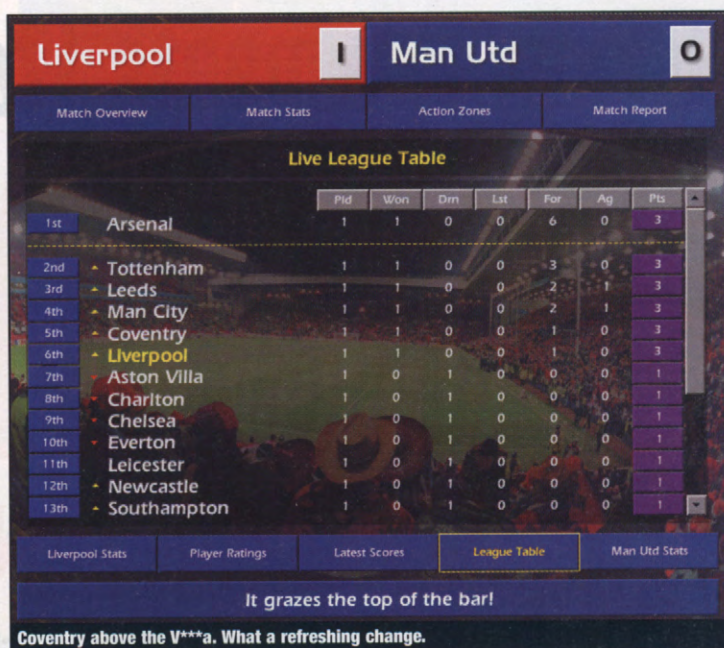 Liverpool 1 Man Utd 0
Match Overview Match Stats Action Zones Match Report
Live League Table
Pld Won Drn Lst For Ag Pts
1st Arsenal 1 1 0 0 6 0 3
2nd Tottenham 1 1 0 0 3 0 3
3rd Leeds 1 1 0 0 2 1 3
4th Man City 1 1 0 0 2 1 3
5th Coventry 1 1 0 0 1 0 3
6th Liverpool 1 1 0 0 1 0 3
7th Aston Villa 1 0 1 0 0 0 1
8th Charlton 1 0 1 0 0 0 1
9th Chelsea 1 0 1 0 0 0 1
10th Everton 1 0 1 0 0 0 1
11th Leicester 1 0 1 0 0 0 1
12th Newcastle 1 0 1 0 0 0 1
13th Southampton 1 0 1 0 0 0 1
Liverpool Stats Player Ratings Latest Scores League Table Man Utd Stats
It grazes the top of the bar!
Coventry above the V***a. What a refreshing change.